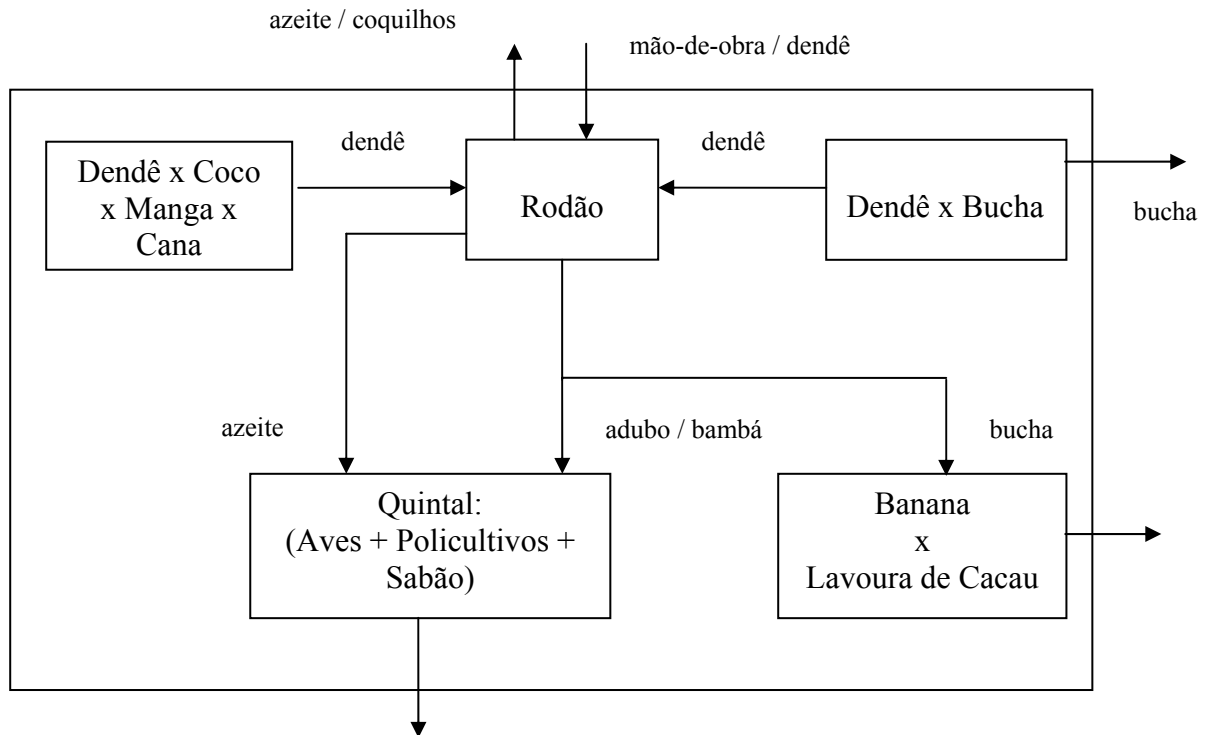 azeite / coquilhos
mão-de-obra / dendê
dendê
dendê
Dendê x Coco
x Manga x
Cana
Rodão
Dendê x Bucha
bucha
azeite
adubo / bambá
bucha
Quintal:
(Aves + Policultivos +
Sabão)
Banana
x
Lavoura de Cacau